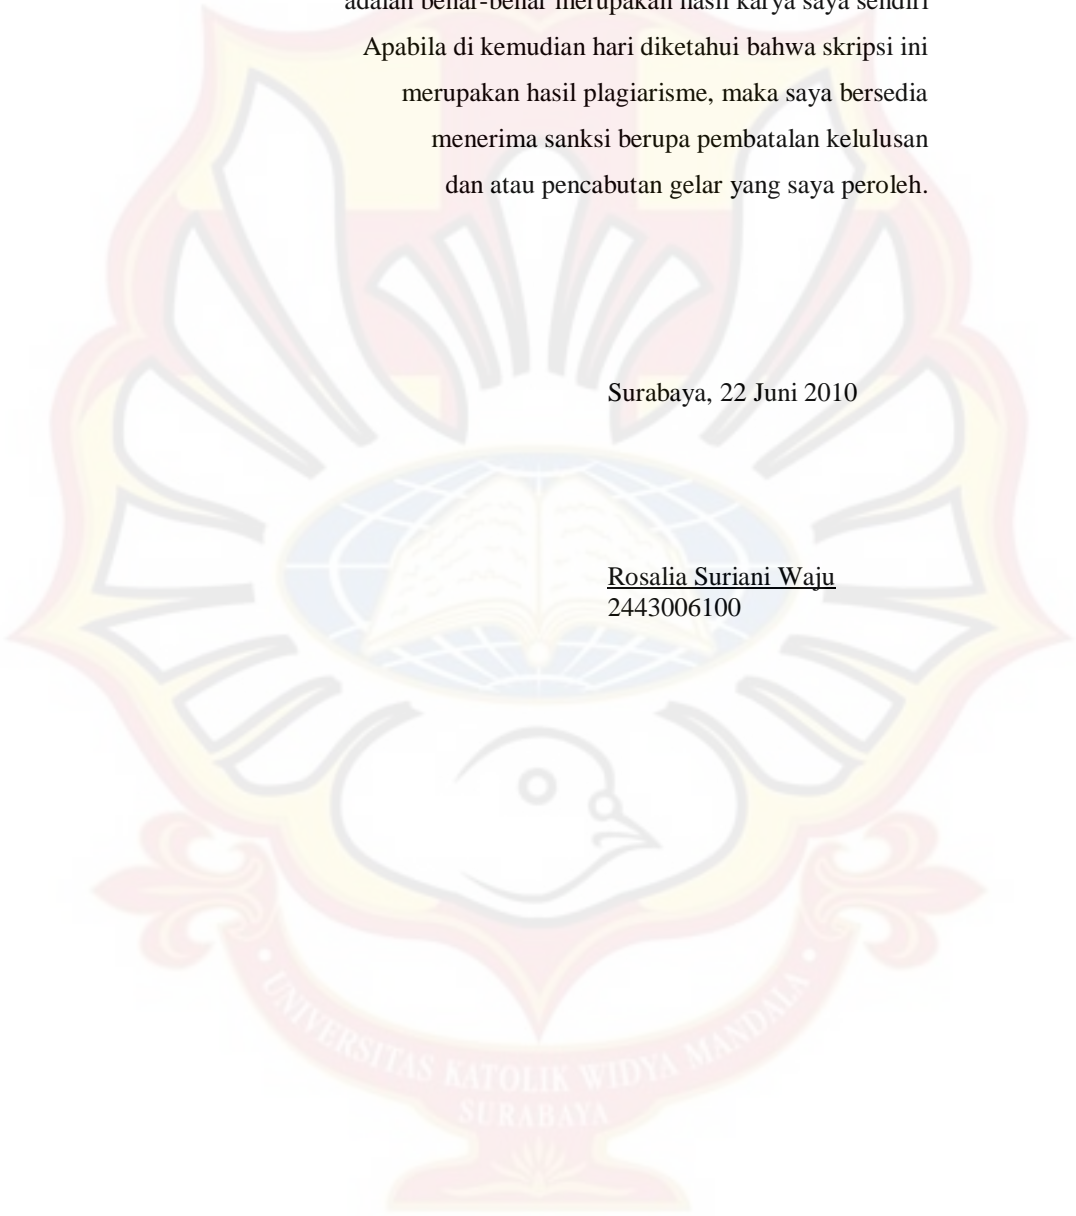 adalah benar-benar merupakan hasil karya saya sendiri
Apabila di kemudian hari diketahui bahwa skripsi ini
merupakan hasil plagiarisme, maka saya bersedia
menerima sanksi berupa pembatalan kelulusan
dan atau pencabutan gelar yang saya peroleh.
Surabaya, 22 Juni 2010
Rosalia Suriani Waju
2443006100
UNIVERSITAS KATOLIK WIDYA MANDALA
SURABAYA